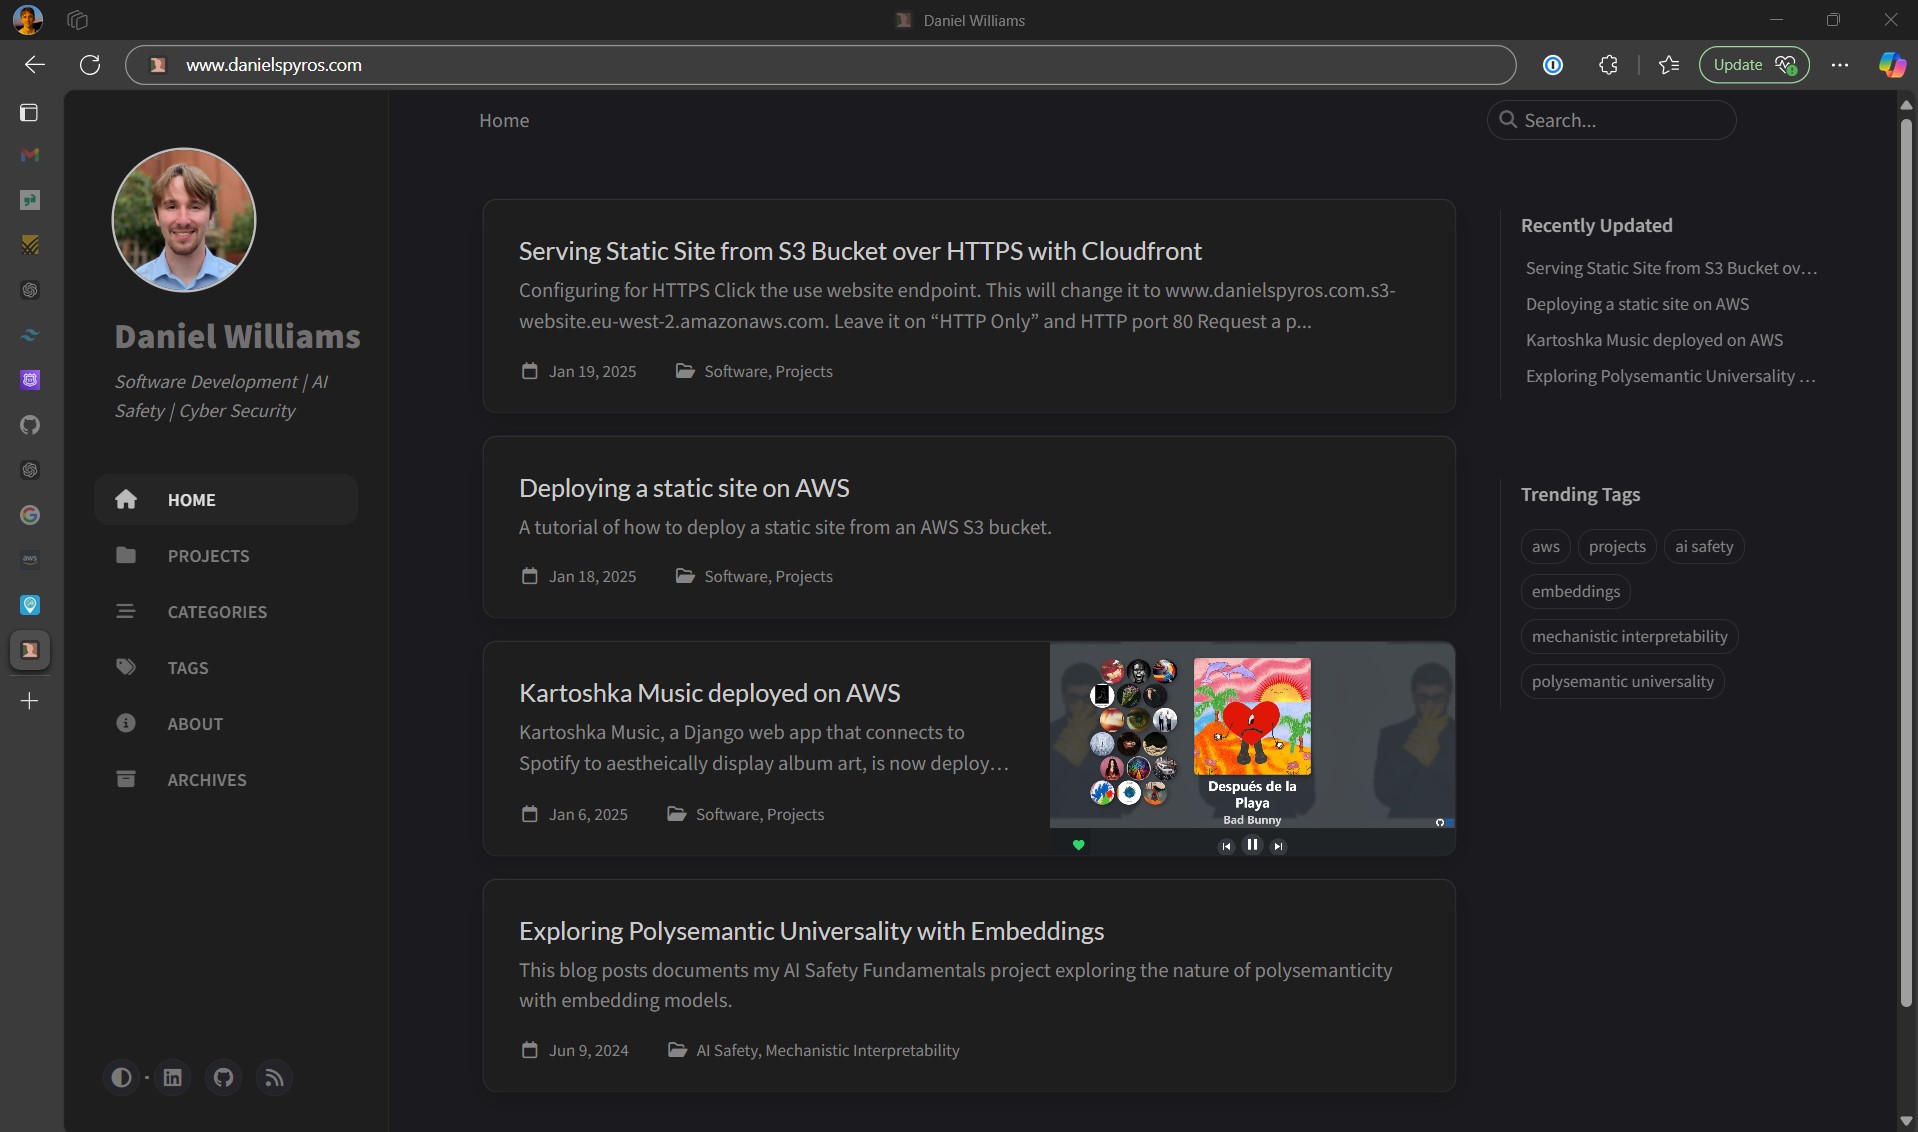 Daniel Williams
www.danielspyros.com
Update
Home
Search...
Daniel Williams
Software Development | AI
Safety | Cyber Security
HOME
PROJECTS
CATEGORIES
TAGS
ABOUT
ARCHIVES
Serving Static Site from S3 Bucket over HTTPS with Cloudfront
Configuring for HTTPS Click the use website endpoint. This will change it to www.danielspyros.com.s3-
website.eu-west-2.amazonaws.com. Leave it on “HTTP Only” and HTTP port 80 Request a p...
Jan 19, 2025 Software, Projects
Deploying a static site on AWS
A tutorial of how to deploy a static site from an AWS S3 bucket.
Jan 18, 2025 Software, Projects
Kartoshka Music deployed on AWS
Kartoshka Music, a Django web app that connects to
Spotify to aestheically display album art, is now deploy...
Jan 6, 2025 Software, Projects
Después de la
Playa
Bad Bunny
Exploring Polysemantic Universality with Embeddings
This blog posts documents my AI Safety Fundamentals project exploring the nature of polysemanticity
with embedding models.
Jun 9, 2024 AI Safety, Mechanistic Interpretability
Recently Updated
Serving Static Site from S3 Bucket ov...
Deploying a static site on AWS
Kartoshka Music deployed on AWS
Exploring Polysemantic Universality ...
Trending Tags
aws projects ai safety
embeddings
mechanistic interpretability
polysemantic universality
aws